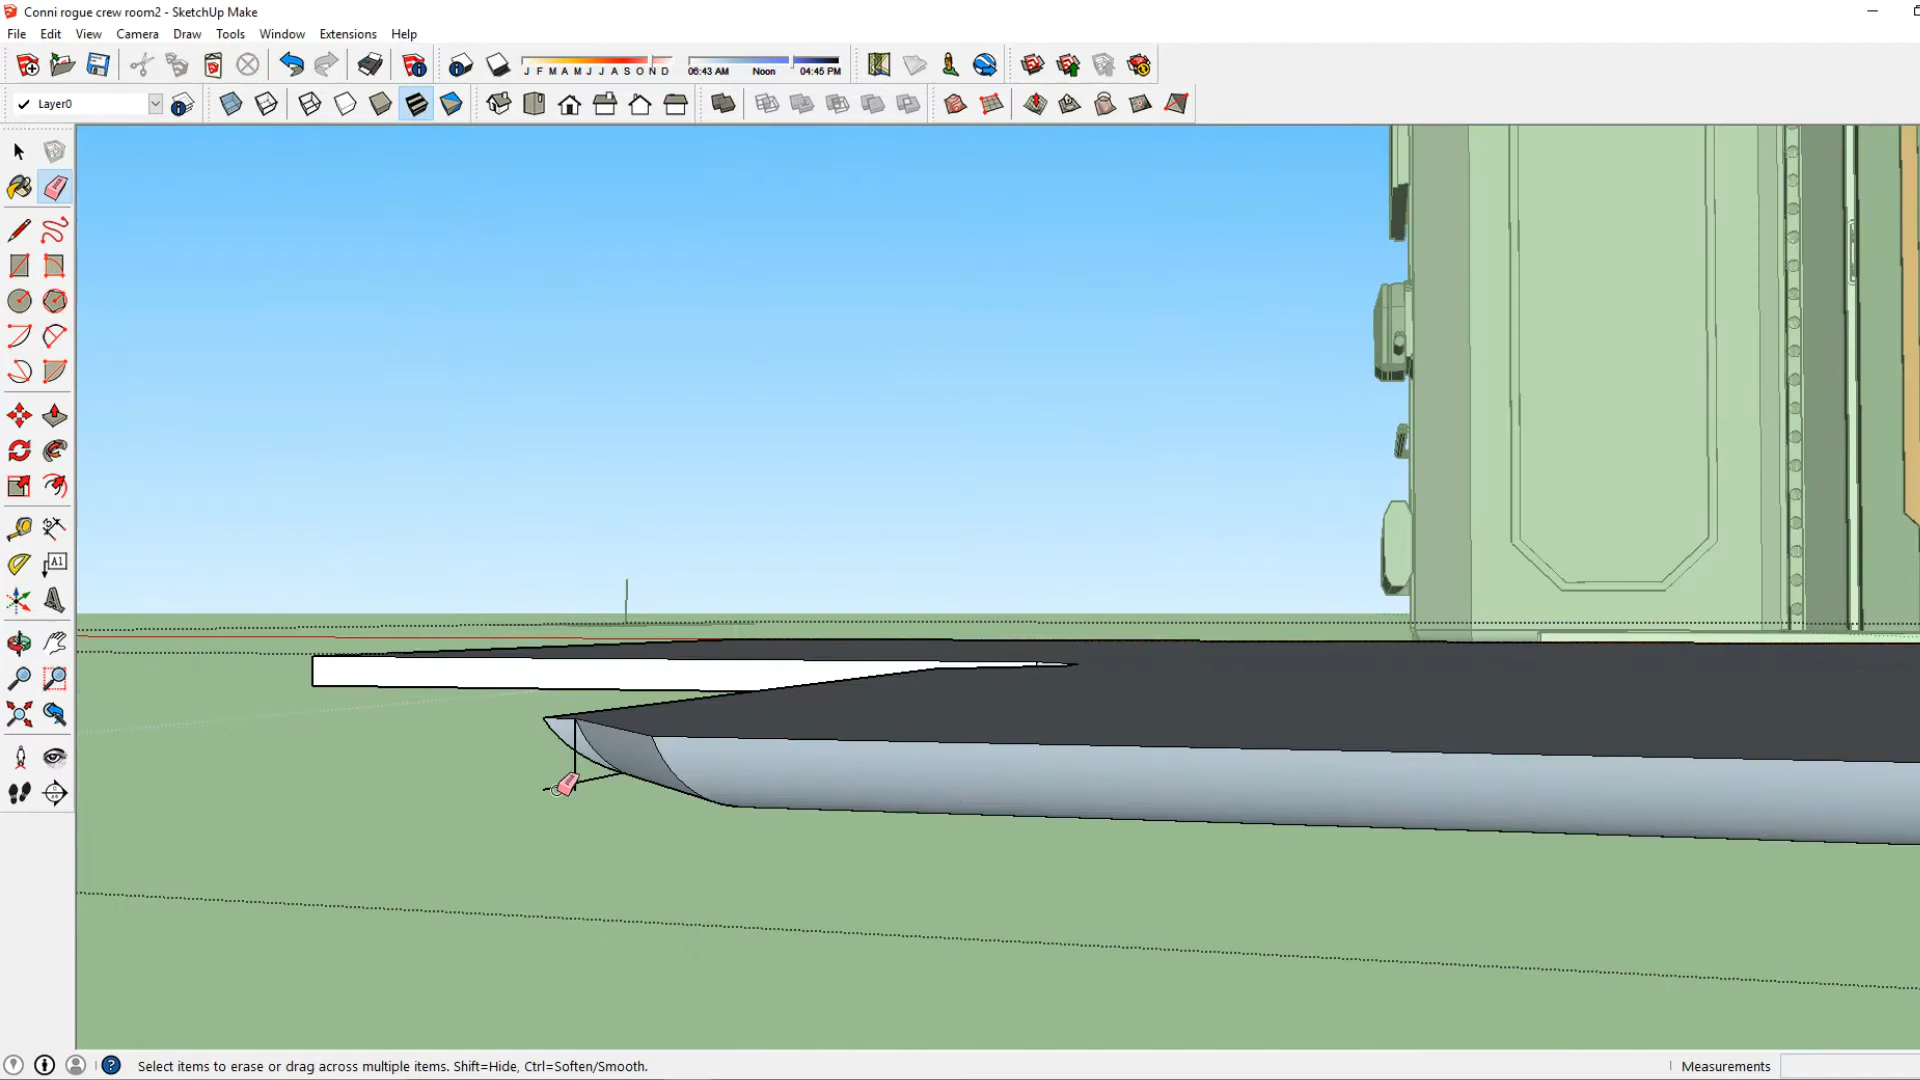 Conni rogue crew room2 - SketchUp Make
File Edit View Camera Draw Tools Window Extensions Help
J F M A M J J A S O N D 06:43 AM Noon 04:45 PM
Layer0
A1
Select items to erase or drag across multiple items. Shift=Hide, Ctrl=Soften/Smooth.
Measurements